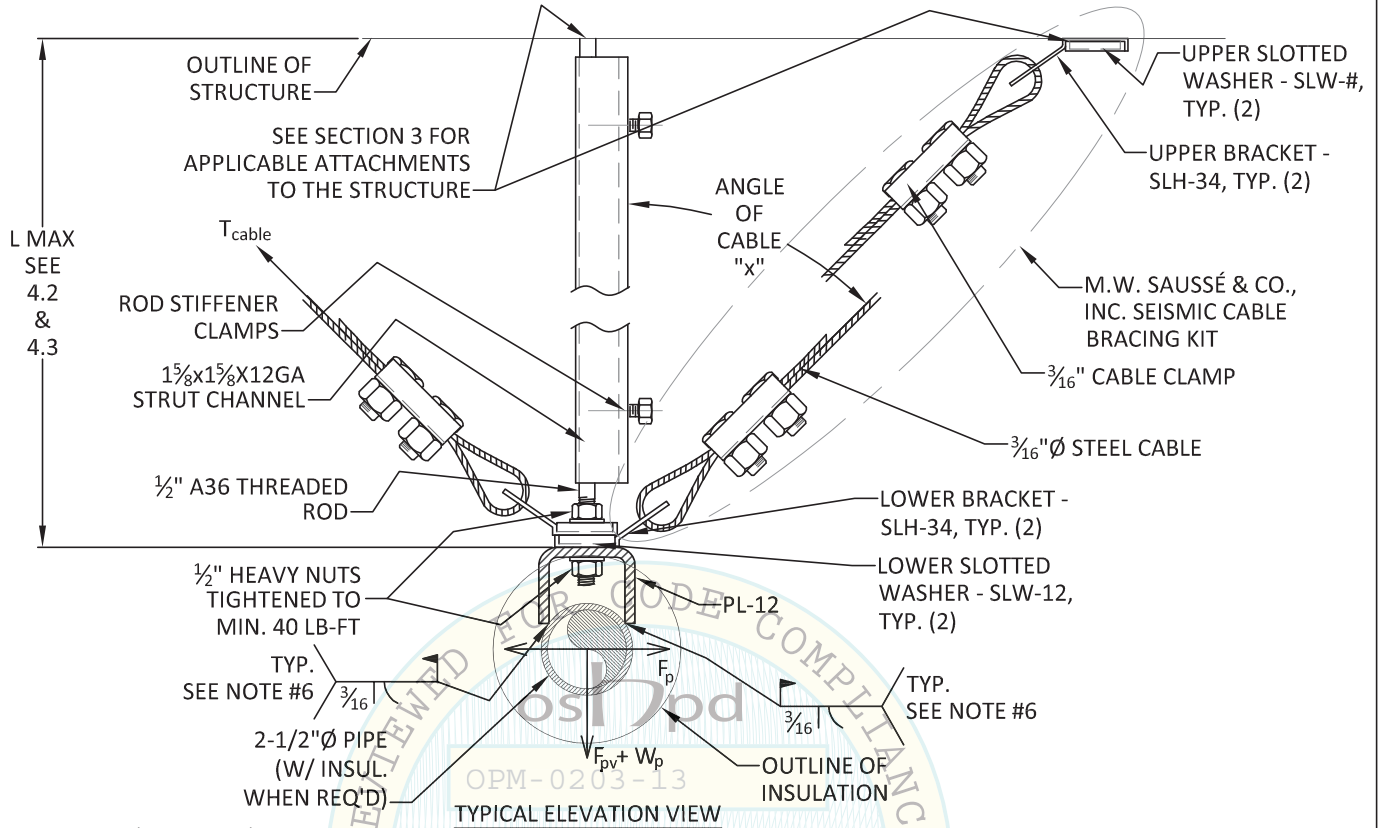 OUTLINE OF
STRUCTURE
SEE SECTION 3 FOR
APPLICABLE ATTACHMENTS
TO THE STRUCTURE
UPPER SLOTTED
WASHER - SLW-#,
TYP. (2)
UPPER BRACKET -
SLH-34, TYP. (2)
ANGLE
OF
CABLE
"x"
T cable
L MAX
SEE
4.2
&
4.3
ROD STIFFENER
CLAMPS
M.W. SAUSSÉ & CO.,
INC. SEISMIC CABLE
BRACING KIT
1⅝x1⅝X12GA
STRUT CHANNEL
3/16" CABLE CLAMP
3/16"Ø STEEL CABLE
½" A36 THREADED
ROD
LOWER BRACKET -
SLH-34, TYP. (2)
½" HEAVY NUTS
TIGHTENED TO
MIN. 40 LB-FT
LOWER SLOTTED
WASHER - SLW-12,
TYP. (2)
PL-12
TYP.
SEE NOTE #6
3/16
Fp
TYP.
SEE NOTE #6
3/16
2-1/2"Ø PIPE
(W/ INSUL.
WHEN REQ'D)
Fpv+ Wp
OUTLINE OF
INSULATION
TYPICAL ELEVATION VIEW
FOR CODE COMPLIANC
oshpd
OPM-0203-13